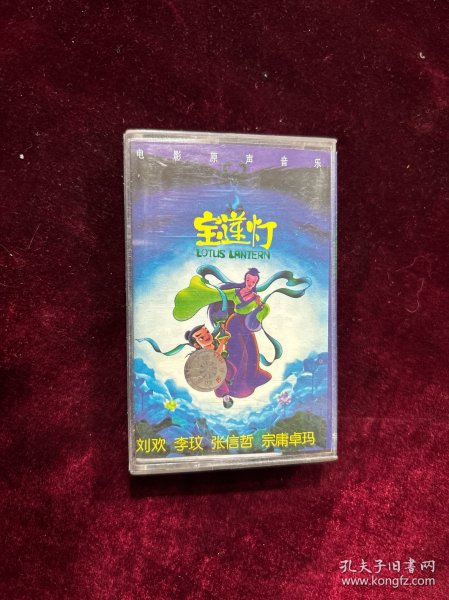 电影原声音乐
宝莲灯
LOTUS LANTERN
刘欢 李玟 张信哲 宗庸卓玛
孔夫子旧书网
www.kongfz.com